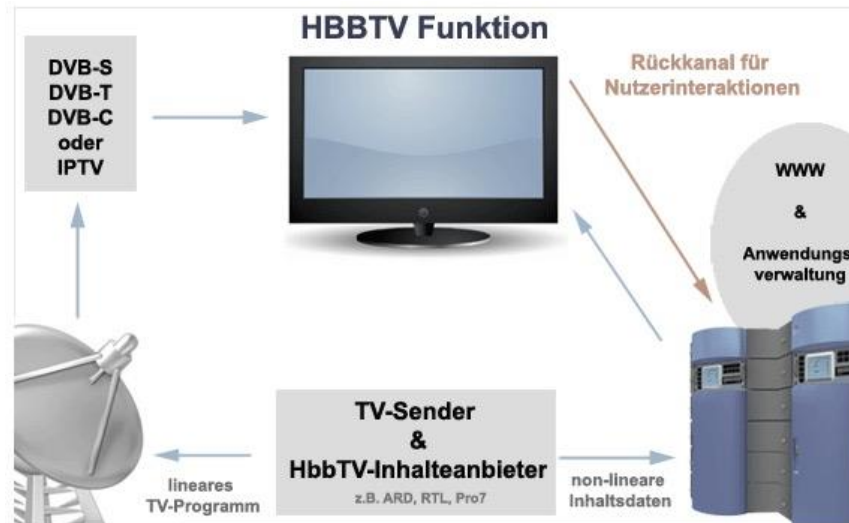 HBBTV Funktion
DVB-S
DVB-T
DVB-C
oder
IPTV
Rückkanal für
Nutzerinteraktionen
WWW
&
Anwendungs
verwaltung
TV-Sender
&
HbbTV-Inhalteanbieter
z.B. ARD, RTL, Pro7
lineares
TV-Programm
non-lineare
Inhaltsdaten